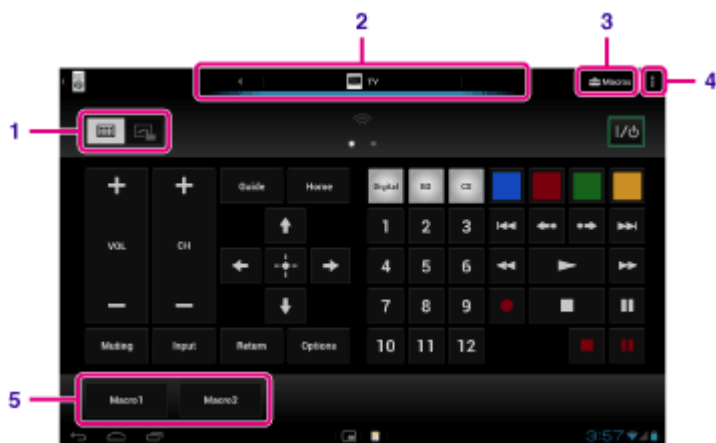 2
3
TV
Macros
4
1
I/
Guide
Home
Digital
BS
CS
VOL
CH
1
2
3
4
5
6
7
8
9
Muting
Input
Return
Options
10
11
12
5
Macro1
Macro2
3:57